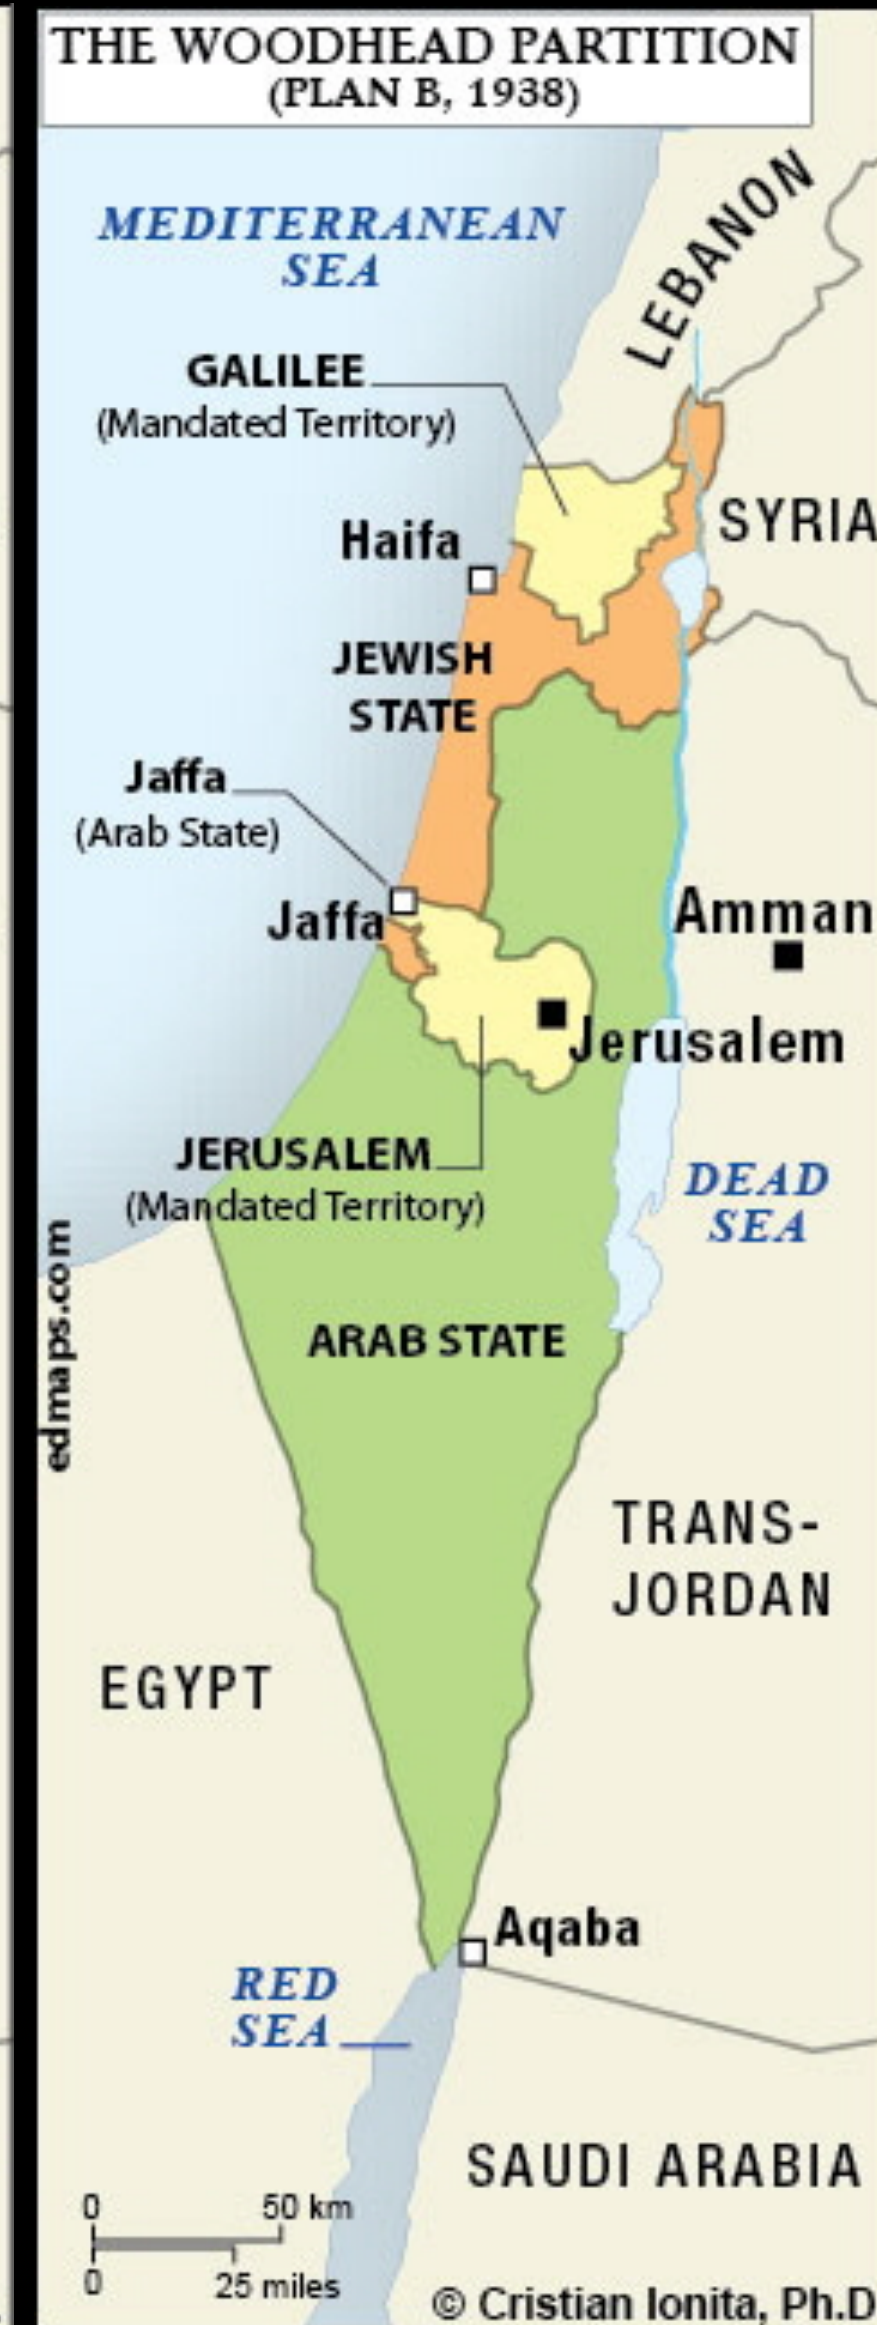 THE WOODHEAD PARTITION
(PLAN B, 1938)
MEDITERRANEAN
SEA
LEBANON
GALILEE
(Mandated Territory)
SYRIA
Haifa
JEWISH
STATE
Jaffa
(Arab State)
Jaffa
Amman
Jerusalem
JERUSALEM
(Mandated Territory)
DEAD
SEA
edmaps.com
ARAB STATE
TRANS-
JORDAN
EGYPT
Aqaba
RED
SEA
SAUDI ARABIA
0 50 km
0 25 miles
© Cristian Ionita, Ph.D